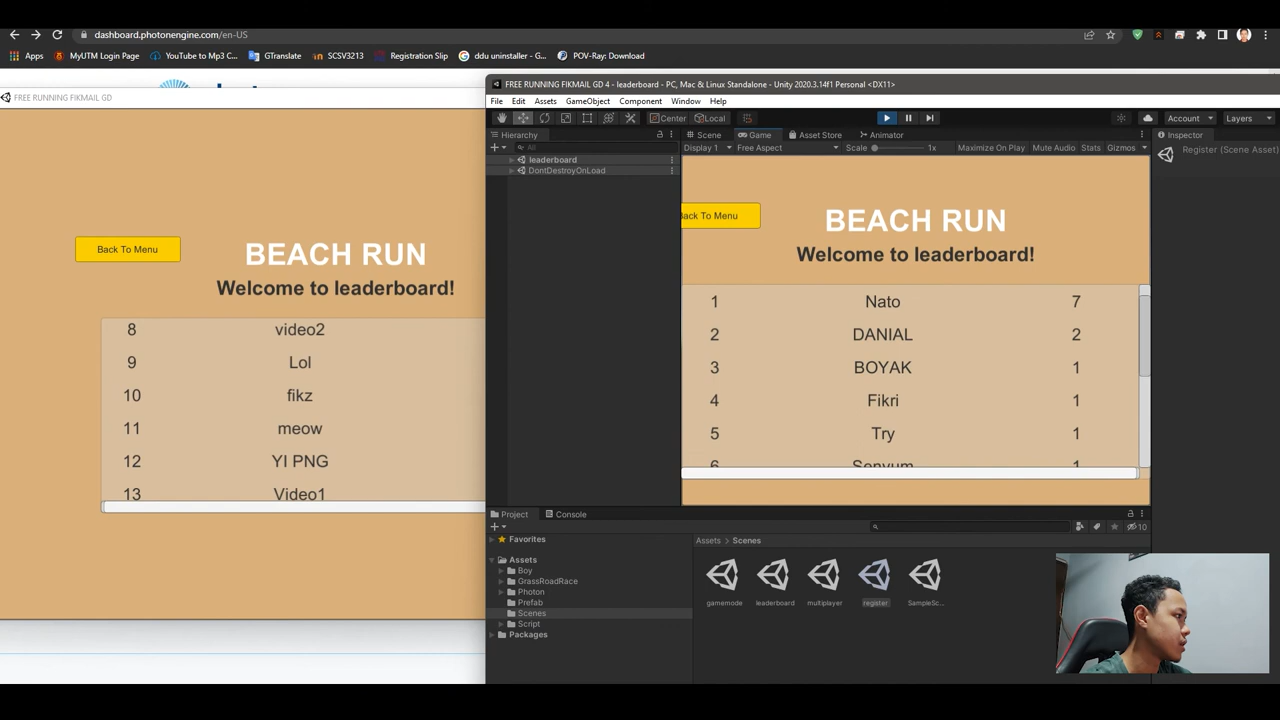 dashboard.photonengine.com/en-US
Apps MyUTM Login Page YouTube to Mp3 C... GTranslate SCSV3213 Registration Slip ddu uninstaller - G... POV-Ray: Download
FREE RUNNING FIKMAIL GD
Back To Menu
BEACH RUN
Welcome to leaderboard!
8 video2
9 Lol
10 fikz
11 meow
12 YI PNG
13 Video1
FREE RUNNING FIKMAIL GD 4 - leaderboard - PC, Mac & Linux Standalone - Unity 2020.3.14f1 Personal <DX11>
File Edit Assets GameObject Component Window Help
Center Local Account Layers
Hierarchy
All
leaderboard
DontDestroyOnLoad
Scene Game Asset Store Animator
Display 1 Free Aspect Scale 1x Maximize On Play Mute Audio Stats Gizmos
Back To Menu
BEACH RUN
Welcome to leaderboard!
1 Nato 7
2 DANIAL 2
3 BOYAK 1
4 Fikri 1
5 Try 1
6 Senyum 1
Inspector
Register (Scene Asset)
Project Console
10
Favorites
Assets
Boy
GrassRoadRace
Photon
Prefab
Scenes
Script
Packages
Assets > Scenes
gamemode leaderboard multiplayer register SampleSc...